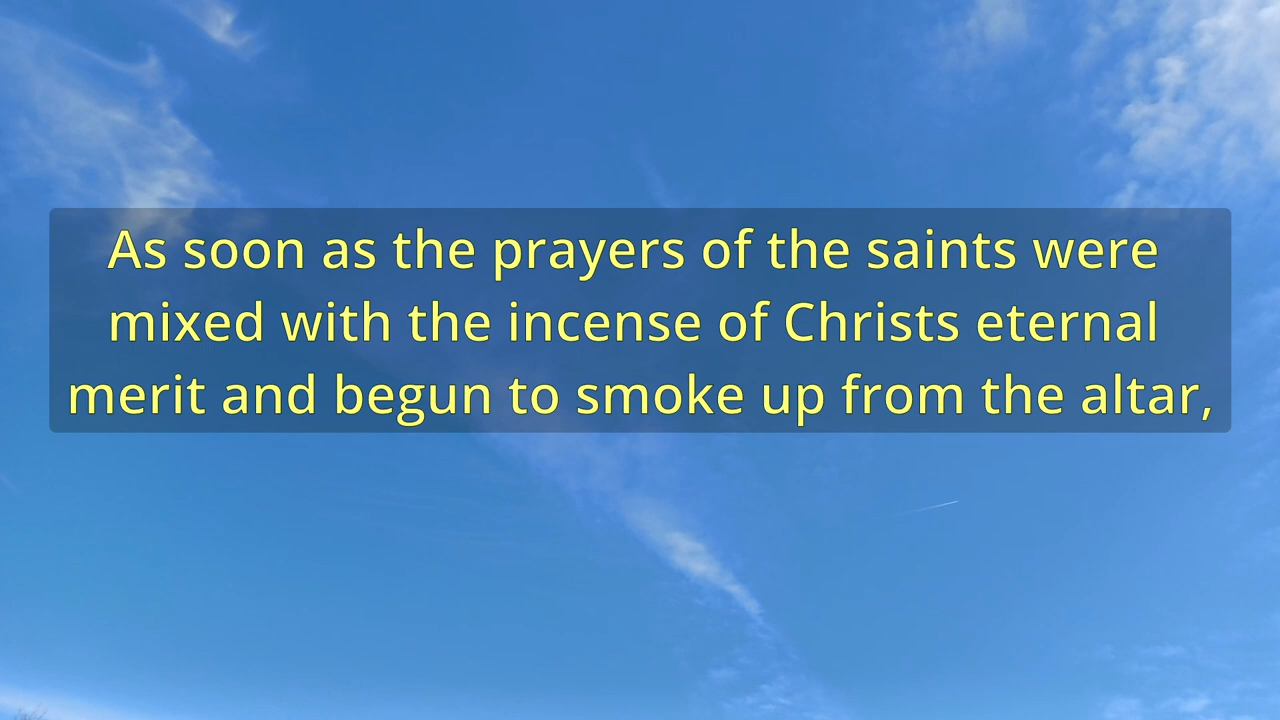 As soon as the prayers of the saints were
mixed with the incense of Christs eternal
merit and begun to smoke up from the altar,